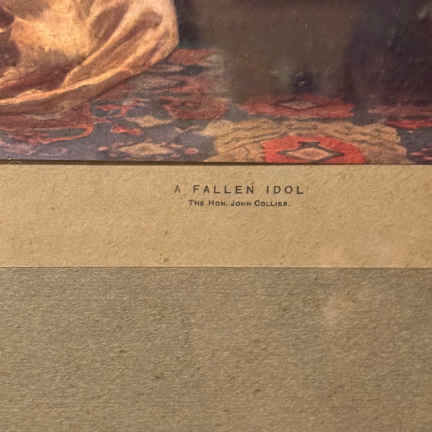 A FALLEN IDOL
THE HON. JOHN COLLIER.